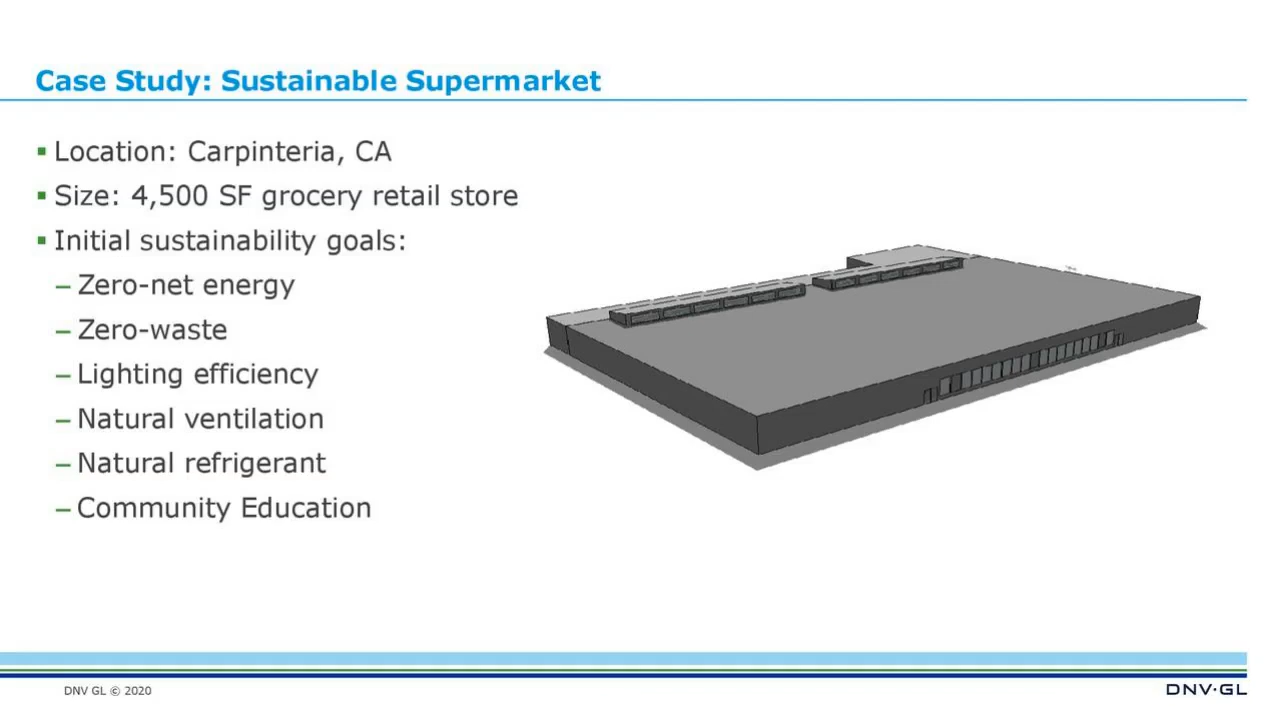 Case Study: Sustainable Supermarket
▪ Location: Carpinteria, CA
▪ Size: 4,500 SF grocery retail store
▪ Initial sustainability goals:
– Zero-net energy
– Zero-waste
– Lighting efficiency
– Natural ventilation
– Natural refrigerant
– Community Education
DNV GL © 2020
DNV·GL